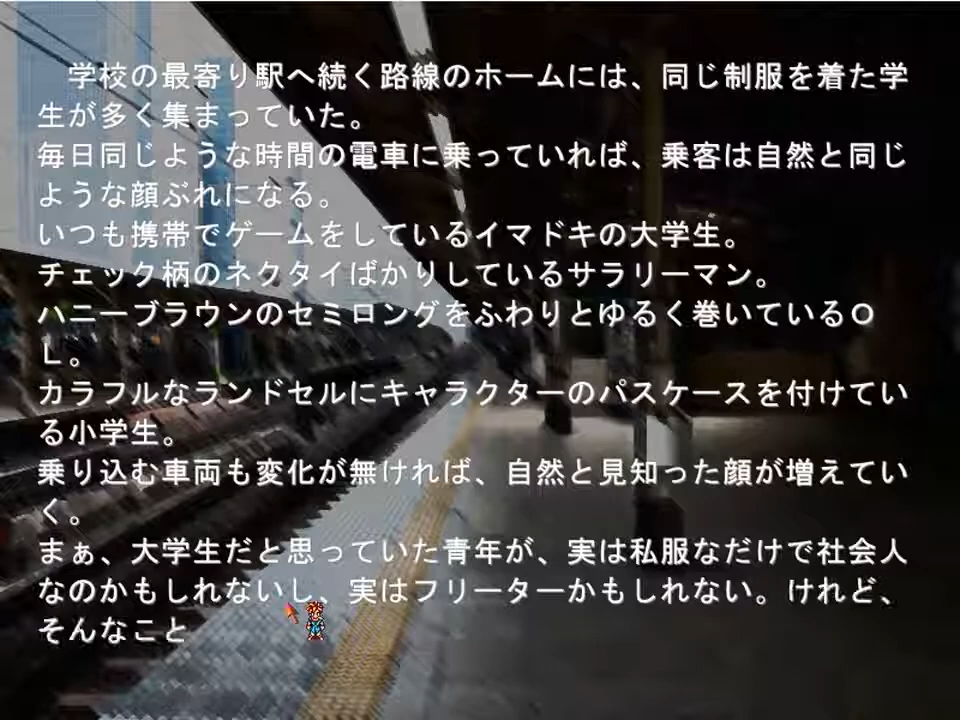 学校の最寄り駅へ続く路線のホームには、同じ制服を着た学
生が多く集まっていた。
毎日同じような時間の電車に乗っていれば、乗客は自然と同じ
ような顔ぶれになる。
いつも携帯でゲームをしているイマドキの大学生。
チェック柄のネクタイばかりしているサラリーマン。
ハニーブラウンのセミロングをふわりとゆるく巻いているＯ
Ｌ。
カラフルなランドセルにキャラクターのパスケースを付けてい
る小学生。
乗り込む車両も変化が無ければ、自然と見知った顔が増えてい
く。
まぁ、大学生だと思っていた青年が、実は私服なだけで社会人
なのかもしれないし、実はフリーターかもしれない。けれど、
そんなこと